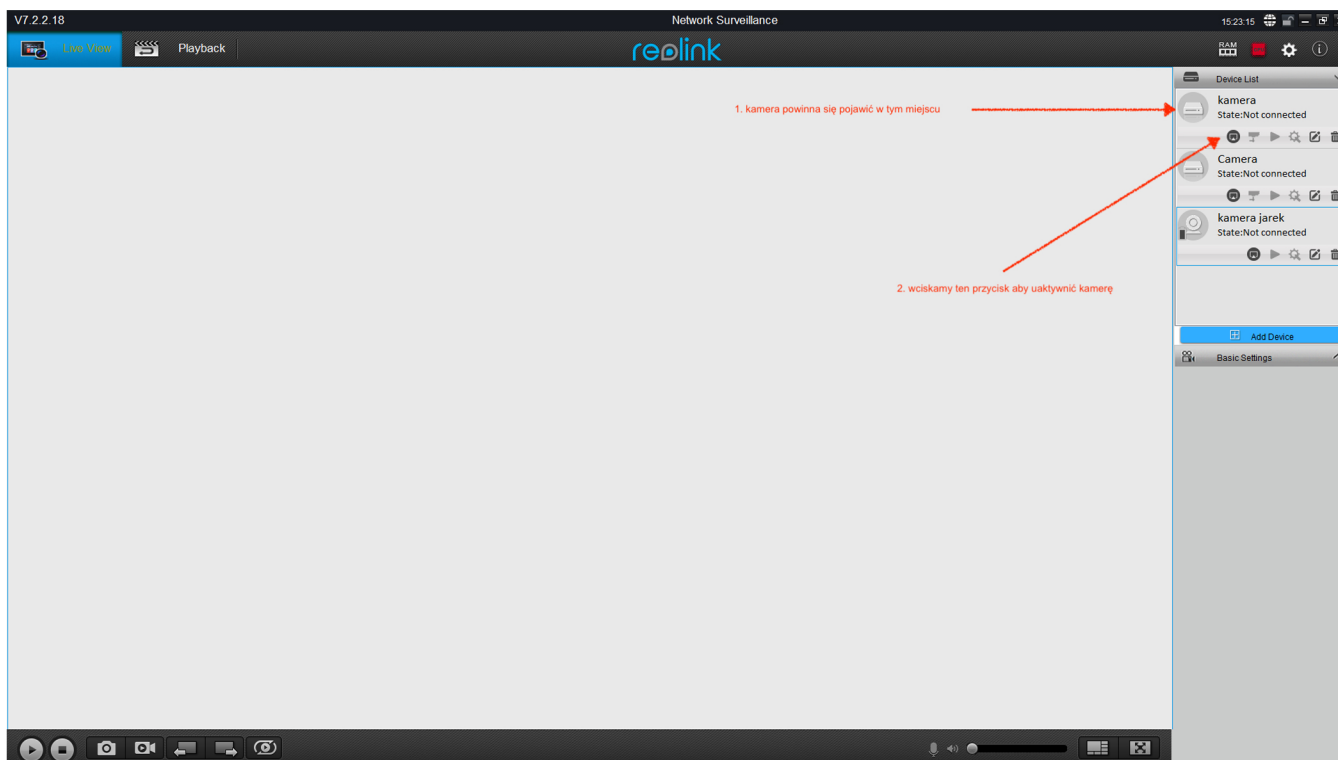 V7.2.2.18
Network Surveillance
15:23:15
Live View
Playback
reolink
RAM
Device List
kamera
State:Not connected
1. kamera powinna się pojawić w tym miejscu
Camera
State:Not connected
kamera jarek
State:Not connected
2. wciskamy ten przycisk aby uaktywnić kamerę
Add Device
Basic Settings